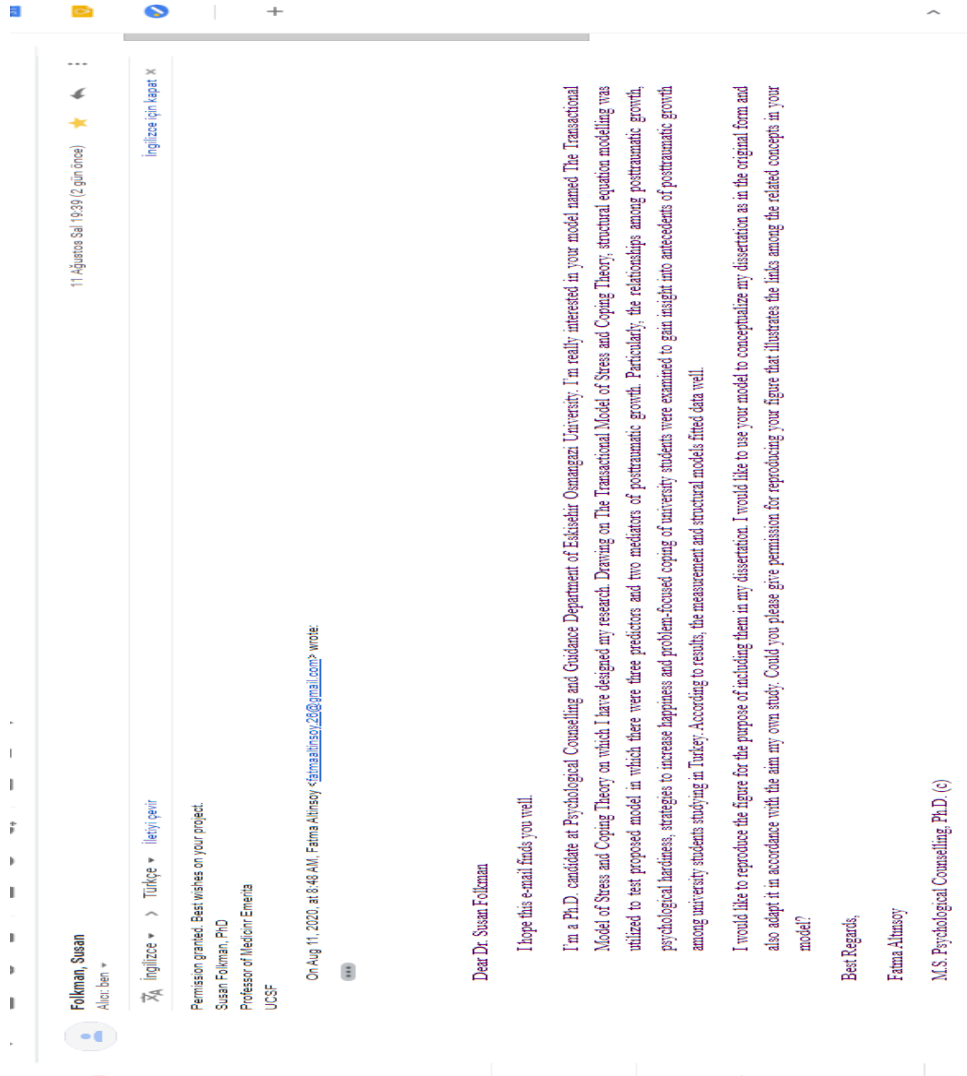 Folkman, Susan
Alıcı: ben
11 Ağustos Sal 19:39 (2 gün önce)
İngilizce > Türkçe İletiyi çevir
İngilizce için kapat x
Permission granted. Best wishes on your project.
Susan Folkman, PhD
Professor of Medicinr Emerita
UCSF
On Aug 11, 2020, at 8:48 AM, Fatma Altinsoy <fatmaaltinsoy.26@gmail.com> wrote:
Dear Dr. Susan Folkman
I hope this e-mail finds you well.
I'm a Ph.D. candidate at Psychological Counselling and Guidance Department of Eskisehir Osmangazi University. I'm really interested in your model named The Transactional
Model of Stress and Coping Theory on which I have designed my research. Drawing on The Transactional Model of Stress and Coping Theory, structural equation modelling was
utilized to test proposed model in which there were three predictors and two mediators of posttraumatic growth. Particularly, the relationships among posttraumatic growth,
psychological hardiness, strategies to increase happiness and problem-focused coping of university students were examined to gain insight into antecedents of posttraumatic growth
among university students studying in Turkey. According to results, the measurement and structural models fitted data well.
I would like to reproduce the figure for the purpose of including them in my dissertation. I would like to use your model to conceptualize my dissertation as in the original form and
also adapt it in accordance with the aim my own study. Could you please give permission for reproducing your figure that illustrates the links among the related concepts in your
model?
Best Regards,
Fatma Altınsoy
M.S. Psychological Counselling, Ph.D. (c)